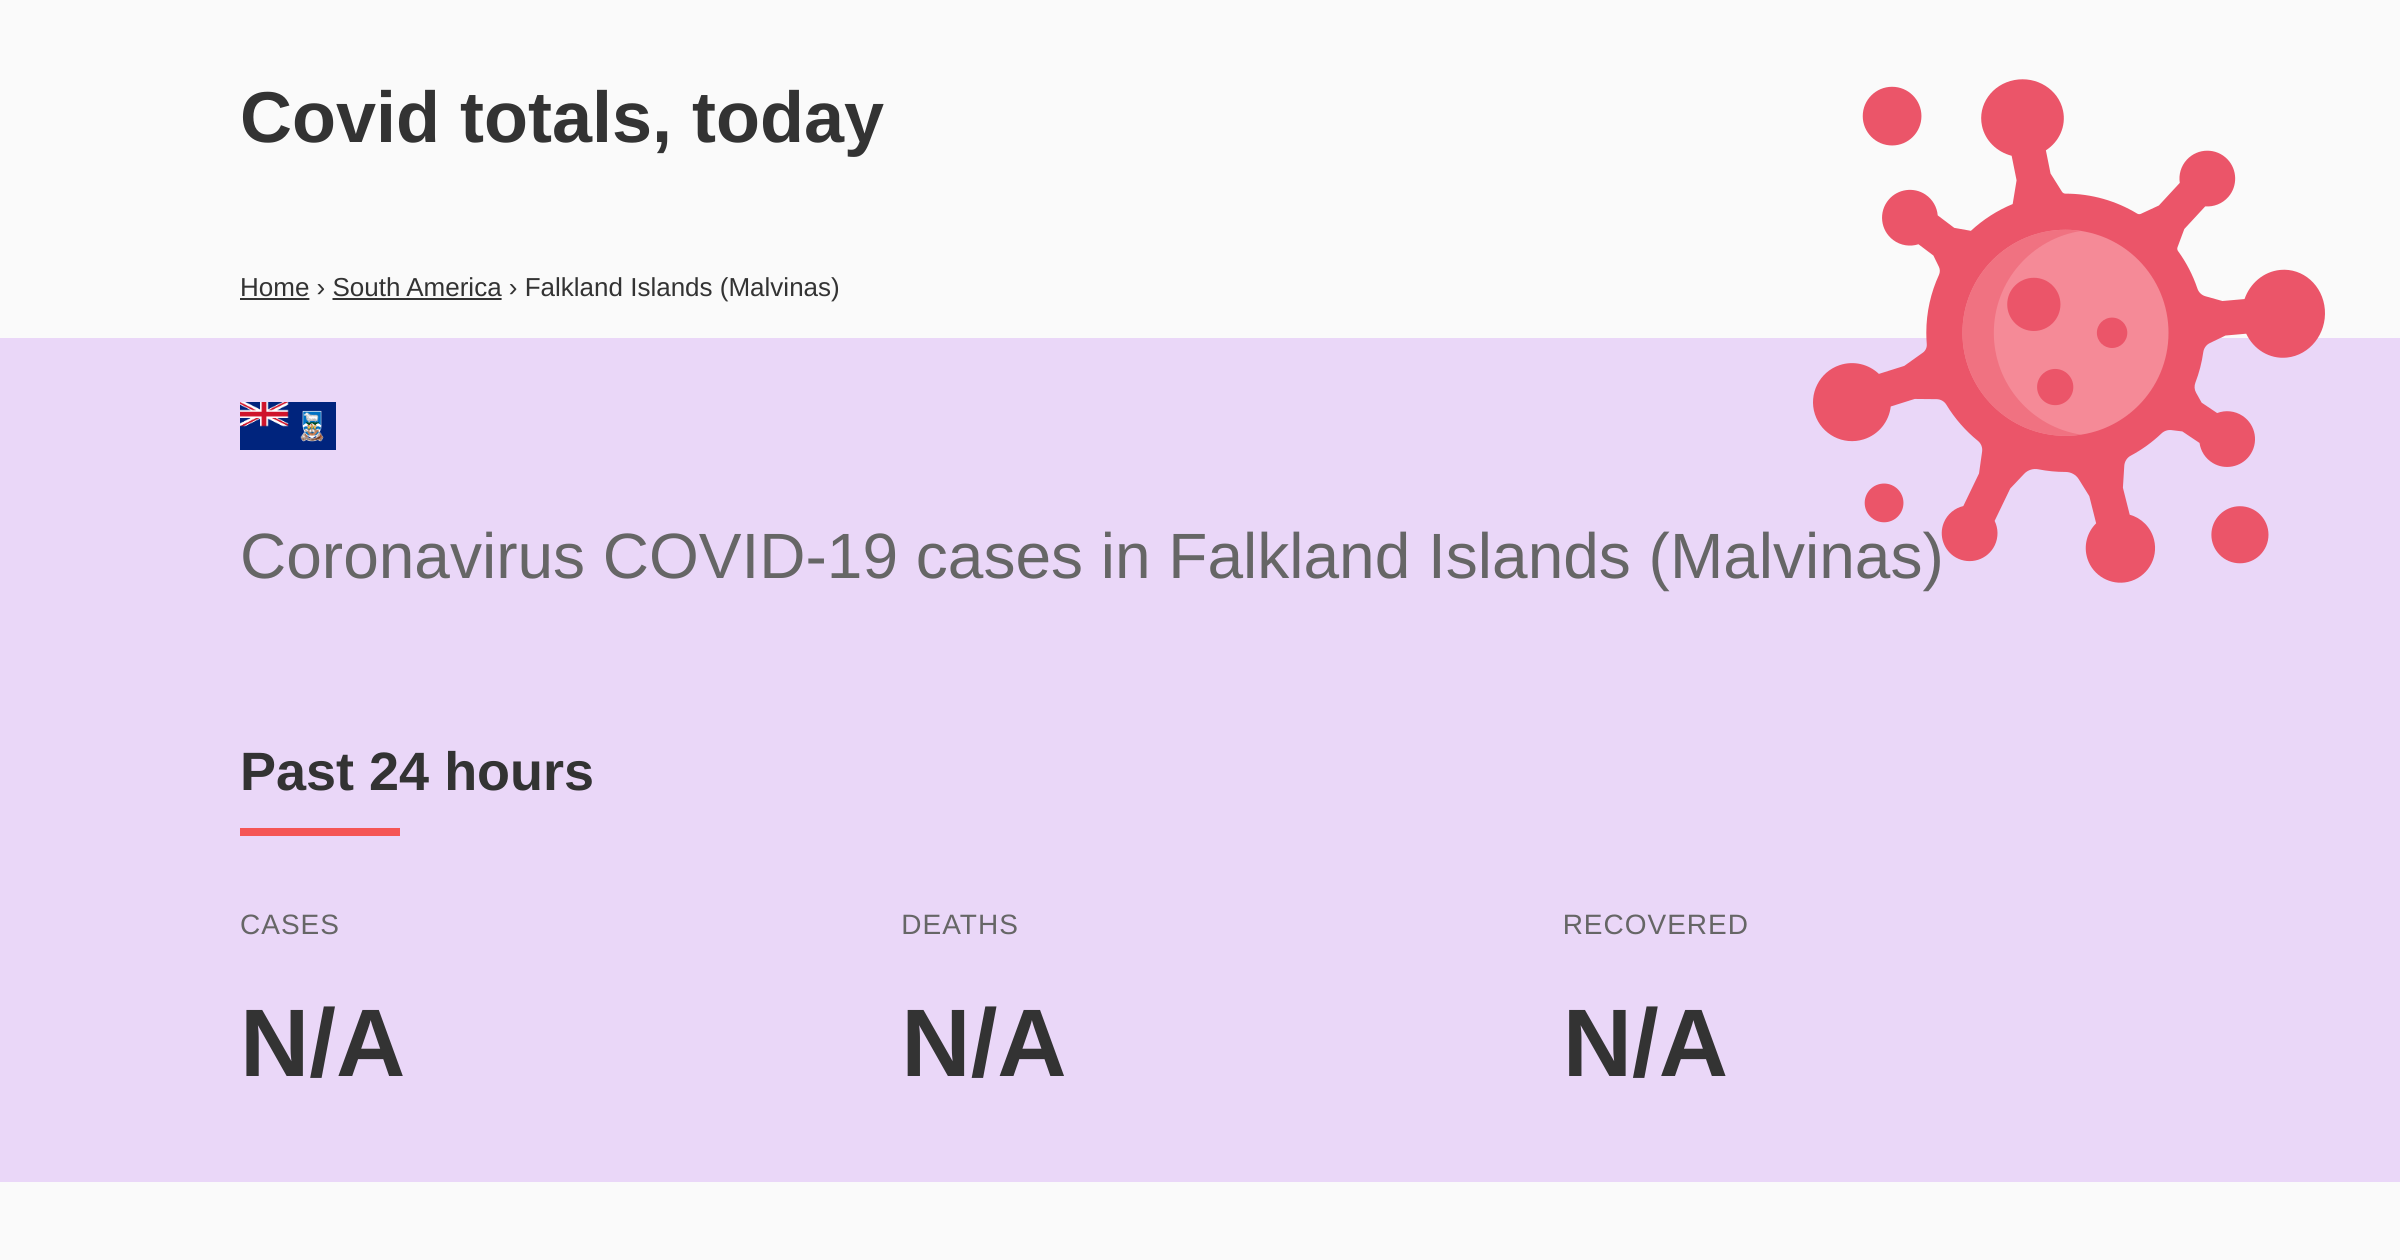 Covid totals, today
Home › South America › Falkland Islands (Malvinas)
Coronavirus COVID-19 cases in Falkland Islands (Malvinas)
Past 24 hours
CASES DEATHS RECOVERED
N/A N/A N/A